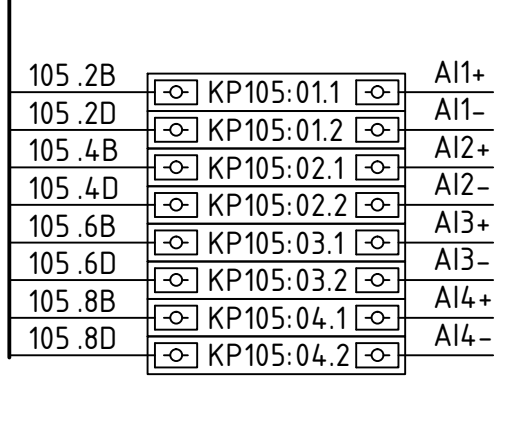 105 .2B KP105:01.1 AI1+
105 .2D KP105:01.2 AI1-
105 .4B KP105:02.1 AI2+
105 .4D KP105:02.2 AI2-
105 .6B KP105:03.1 AI3+
105 .6D KP105:03.2 AI3-
105 .8B KP105:04.1 AI4+
105 .8D KP105:04.2 AI4-